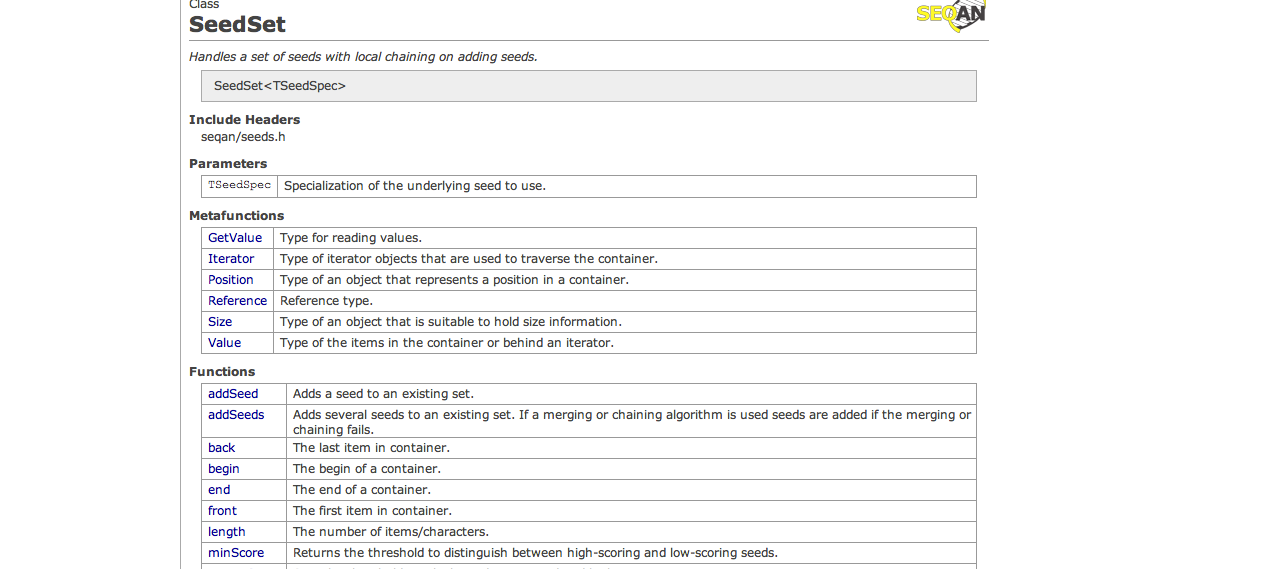 Class
SEQAN
SeedSet
Handles a set of seeds with local chaining on adding seeds.
SeedSet<TSeedSpec>
Include Headers
seqan/seeds.h
Parameters
TSeedSpec Specialization of the underlying seed to use.
Metafunctions
GetValue Type for reading values.
Iterator Type of iterator objects that are used to traverse the container.
Position Type of an object that represents a position in a container.
Reference Reference type.
Size Type of an object that is suitable to hold size information.
Value Type of the items in the container or behind an iterator.
Functions
addSeed Adds a seed to an existing set.
addSeeds Adds several seeds to an existing set. If a merging or chaining algorithm is used seeds are added if the merging or
chaining fails.
back The last item in container.
begin The begin of a container.
end The end of a container.
front The first item in container.
length The number of items/characters.
minScore Returns the threshold to distinguish between high-scoring and low-scoring seeds.